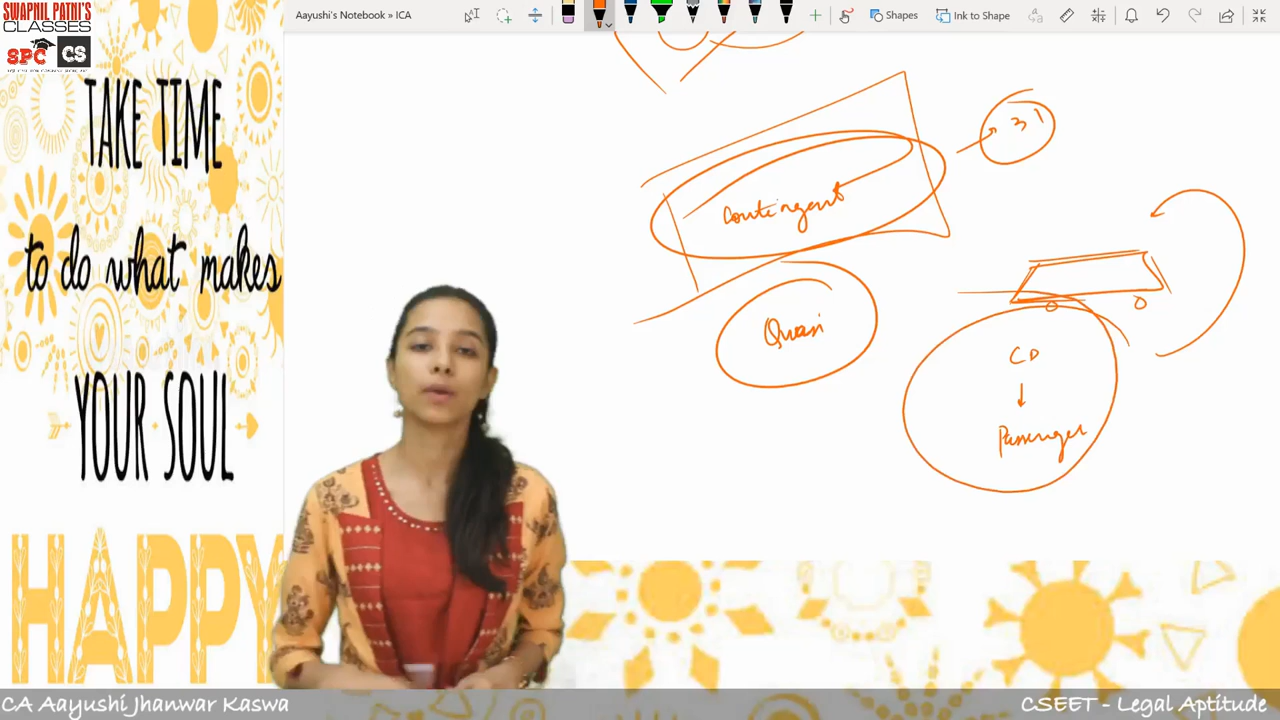 SWAPNIL PATNI'S
CLASSES
SPC CS
TAKE TIME
to do what makes
YOUR SOUL
HAPPY
Aayushi's Notebook » ICA
Shapes
Ink to Shape
31
Contingent
Quasi
CD
Passenger
CA Aayushi Jhanwar Kaswa
CSEET - Legal Aptitude